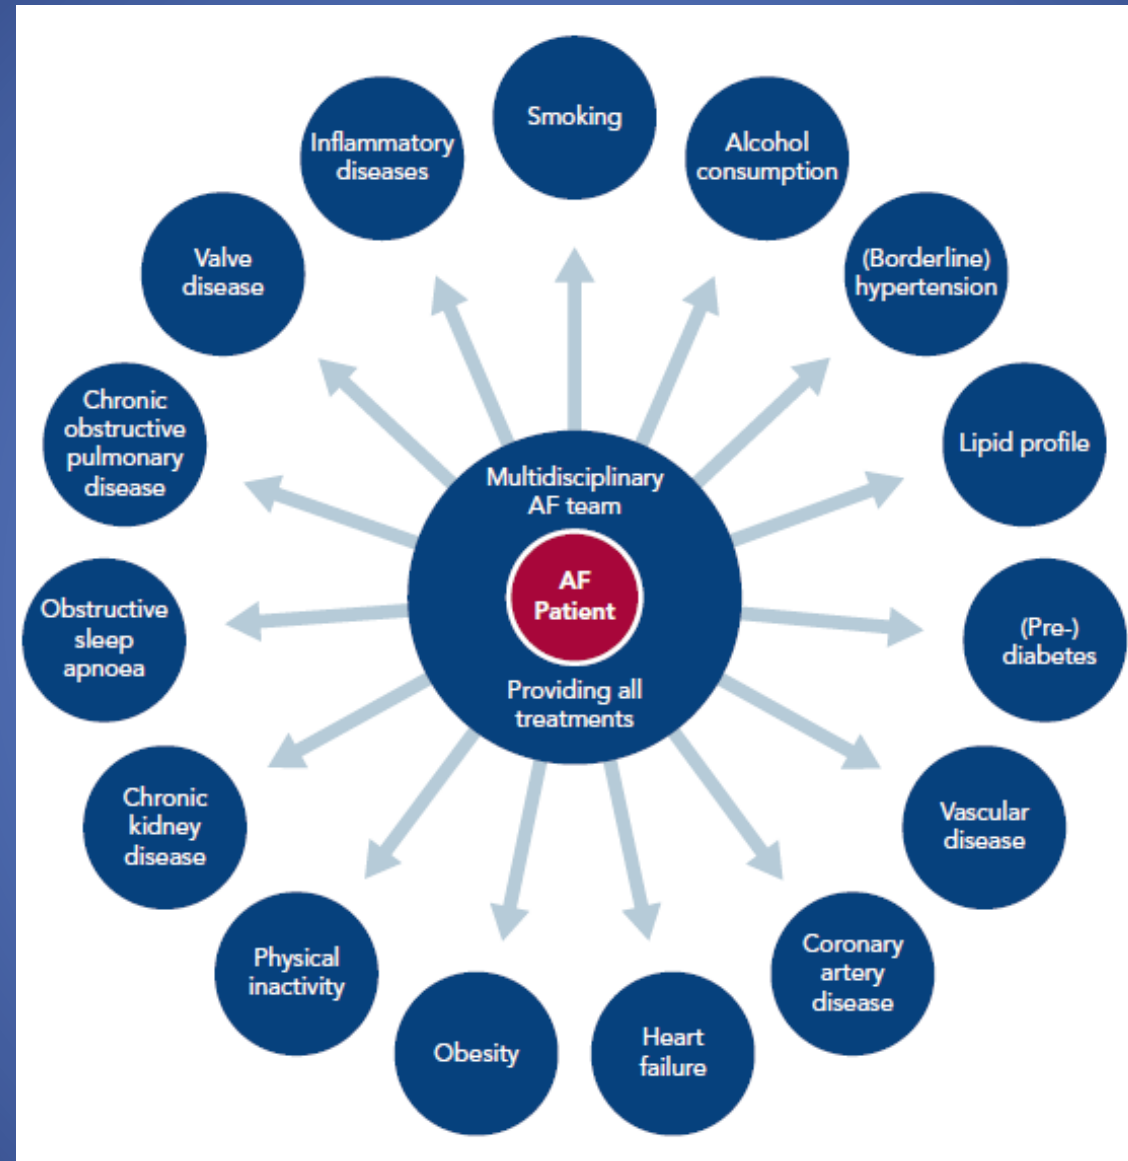 Smoking
Alcohol
consumption
(Borderline)
hypertension
Lipid profile
(Pre-)
diabetes
Vascular
disease
Coronary
artery
disease
Heart
failure
Obesity
Physical
inactivity
Chronic
kidney
disease
Obstructive
sleep
apnoea
Chronic
obstructive
pulmonary
disease
Valve
disease
Inflammatory
diseases
Multidisciplinary
AF team
AF
Patient
Providing all
treatments